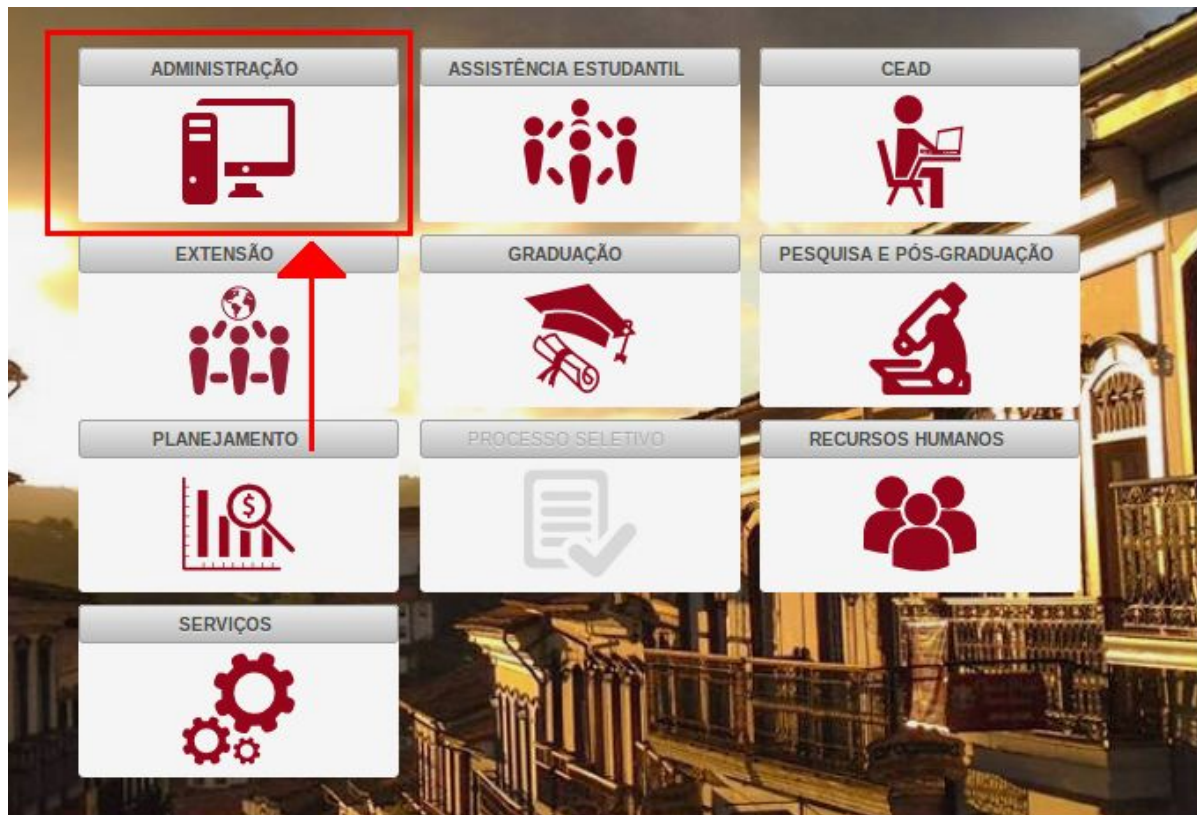 ADMINISTRAÇÃO
ASSISTÊNCIA ESTUDANTIL
CEAD
EXTENSÃO
GRADUAÇÃO
PESQUISA E PÓS-GRADUAÇÃO
PLANEJAMENTO
PROCESSO SELETIVO
RECURSOS HUMANOS
$
SERVIÇOS